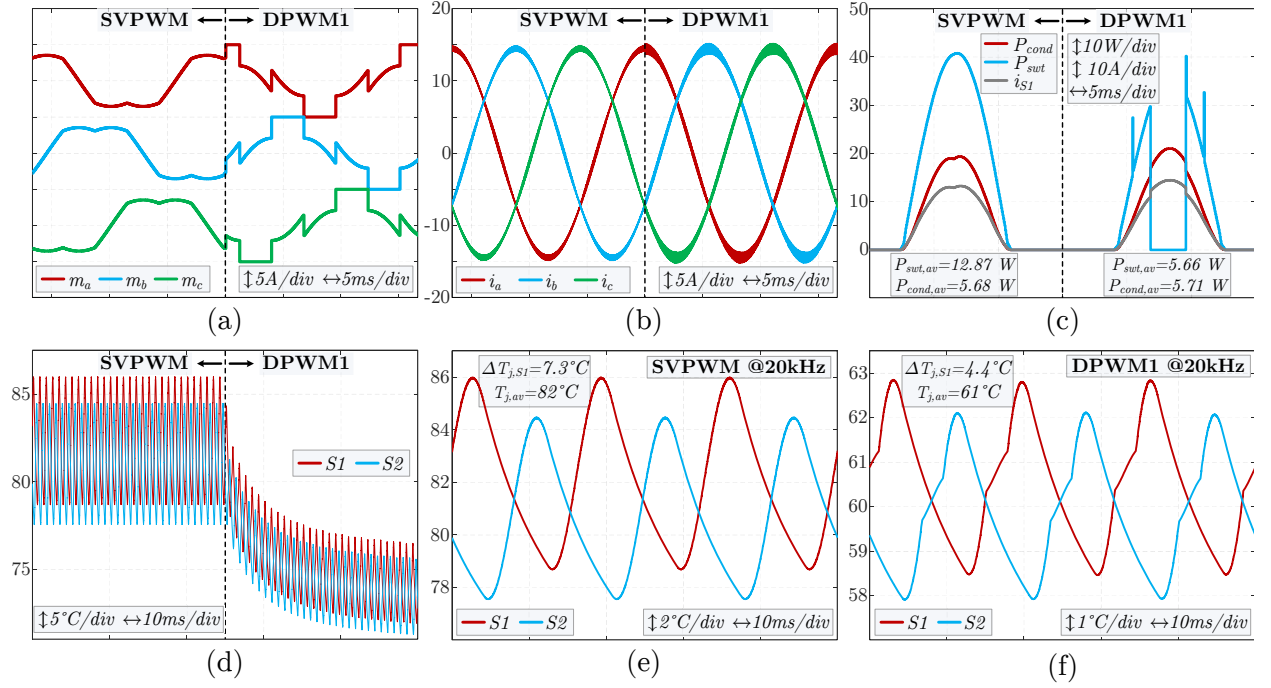 SVPWM ←→ DPWM1
m_a m_b m_c
↕5A/div ↔5ms/div
(a)
20
15
10
5
0
-5
-10
-15
-20
SVPWM ←→ DPWM1
i_a i_b i_c
↕5A/div ↔5ms/div
(b)
50
40
30
20
10
0
SVPWM ←→ DPWM1
P_cond
P_swt
i_S1
↕10W/div
↕ 10A/div
↔5ms/div
P_swt,av=12.87 W
P_cond,av=5.68 W
P_swt,av=5.66 W
P_cond,av=5.71 W
(c)
85
80
75
SVPWM ←→ DPWM1
S1 S2
↕5°C/div ↔10ms/div
(d)
86
84
82
80
78
ΔT_j,S1=7.3°C
T_j,av=82°C
SVPWM @20kHz
S1 S2
↕2°C/div ↔10ms/div
(e)
63
62
61
60
59
58
ΔT_j,S1=4.4°C
T_j,av=61°C
DPWM1 @20kHz
S1 S2
↕1°C/div ↔10ms/div
(f)